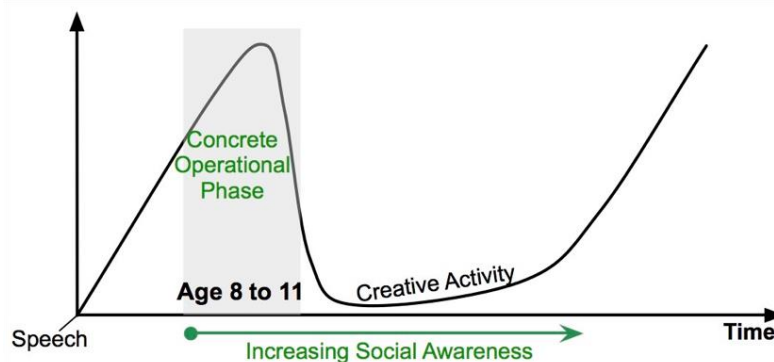 Concrete
Operational
Phase
Age 8 to 11
Creative Activity
Speech
Time
Increasing Social Awareness